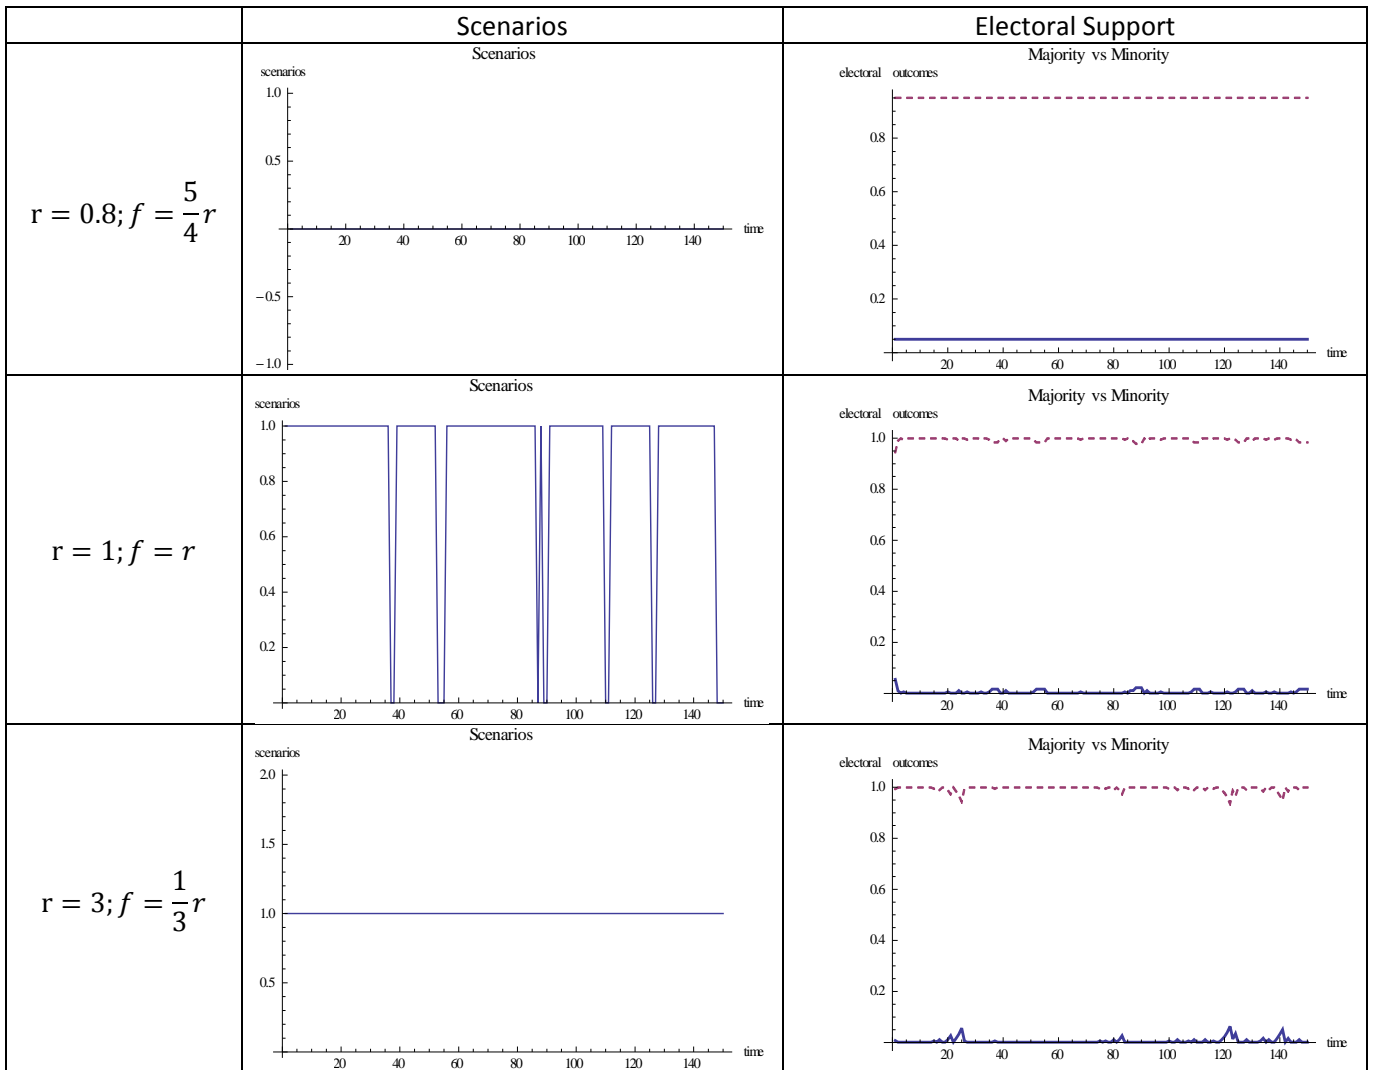 Scenarios Electoral Support
r = 0.8; f = 5/4 r
Scenarios
scenarios
1.0
0.5
20 40 60 80 100 120 140 time
−0.5
−1.0
Majority vs Minority
electoral outcomes
0.8
0.6
0.4
0.2
20 40 60 80 100 120 140 time
r = 1; f = r
Scenarios
scenarios
1.0
0.8
0.6
0.4
0.2
20 40 60 80 100 120 140 time
Majority vs Minority
electoral outcomes
1.0
0.8
0.6
0.4
0.2
20 40 60 80 100 120 140 time
r = 3; f = 1/3 r
Scenarios
scenarios
2.0
1.5
1.0
0.5
20 40 60 80 100 120 140 time
Majority vs Minority
electoral outcomes
1.0
0.8
0.6
0.4
0.2
20 40 60 80 100 120 140 time